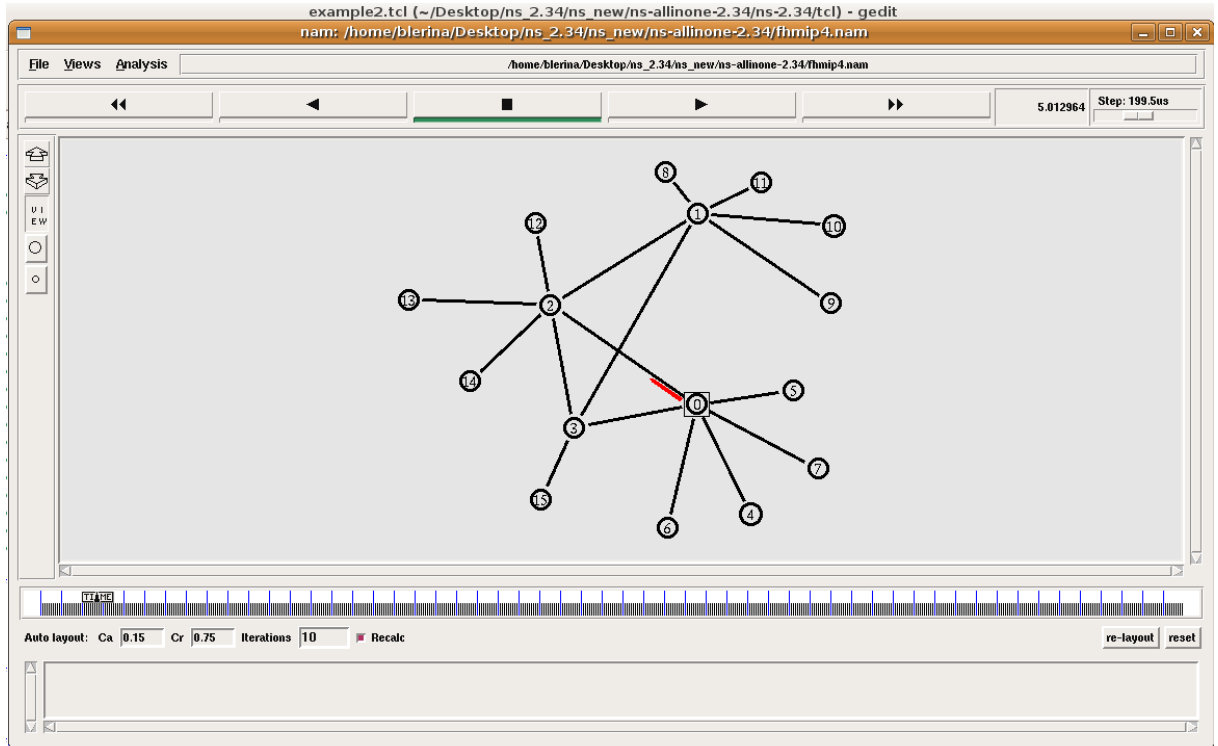 example2.tcl (~/Desktop/ns_2.34/ns_new/ns-allinone-2.34/ns-2.34/tcl) - gedit
nam: /home/blerina/Desktop/ns_2.34/ns_new/ns-allinone-2.34/fhmip4.nam
File Views Analysis /home/blerina/Desktop/ns_2.34/ns_new/ns-allinone-2.34/fhmip4.nam
5.012964 Step: 199.5us
VIEW
8
11
1
10
12
13
2
9
14
5
0
3
7
15
4
6
TIME
Auto layout: Ca 0.15 Cr 0.75 Iterations 10 Recalc re-layout reset